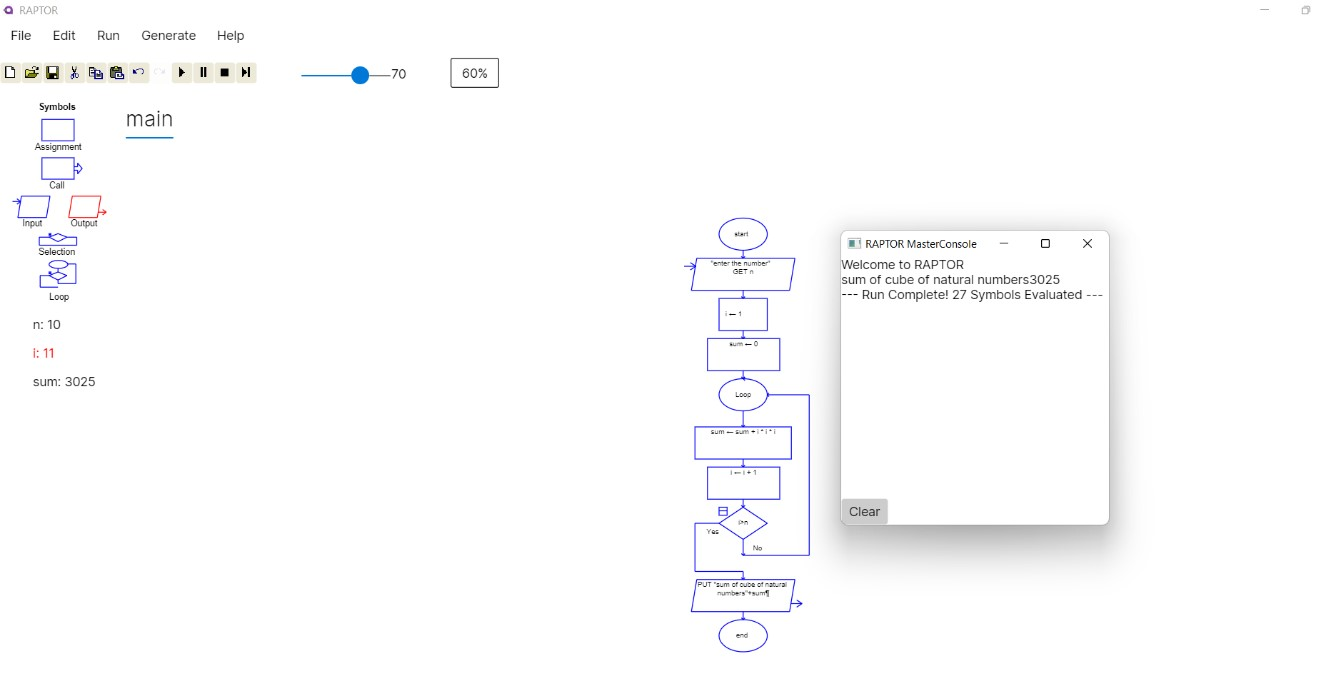 RAPTOR
File Edit Run Generate Help
70
60%
Symbols
Assignment
Call
Input Output
Selection
Loop
n: 10
i: 11
sum: 3025
main
start
"enter the number"
GET n
i ← 1
sum ← 0
Loop
sum ← sum + i * i * i
i ← i + 1
i>n
Yes
No
PUT "sum of cube of natural
numbers"+sum¶
end
RAPTOR MasterConsole
Welcome to RAPTOR
sum of cube of natural numbers3025
--- Run Complete! 27 Symbols Evaluated ---
Clear